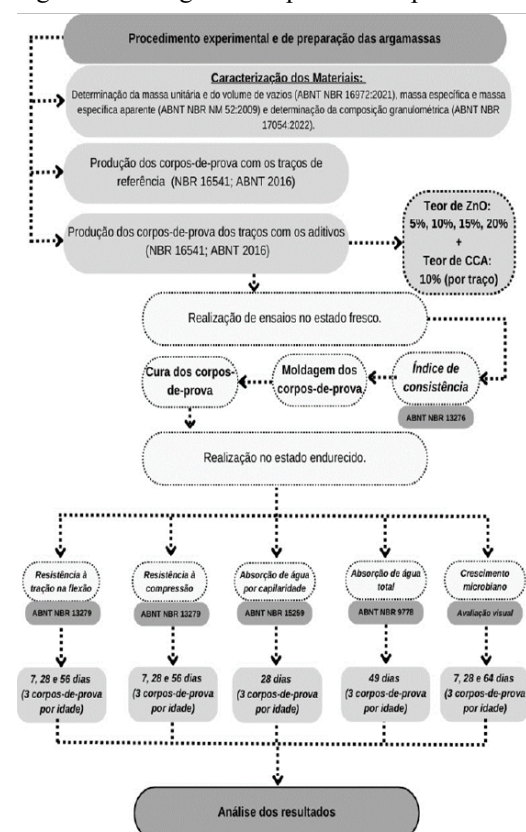 Procedimento experimental e de preparação das argamassas
Caracterização dos Materiais:
Determinação da massa unitária e do volume de vazios (ABNT NBR 16972:2021), massa específica e massa
específica aparente (ABNT NBR NM 52:2009) e determinação da composição granulométrica (ABNT NBR
17054:2022).
Produção dos corpos-de-prova com os traços de
referência (NBR 16541; ABNT 2016)
Produção dos corpos-de-prova dos traços com os aditivos
(NBR 16541; ABNT 2016)
Teor de ZnO:
5%, 10%, 15%, 20%
+
Teor de CCA:
10% (por traço)
Realização de ensaios no estado fresco.
Índice de
consistência
ABNT NBR 13276
Moldagem dos
corpos-de-prova
Cura dos corpos-
de-prova
Realização no estado endurecido.
Resistência à
tração na flexão
ABNT NBR 13279
7, 28 e 56 dias
(3 corpos-de-prova
por idade)
Resistência à
compressão
ABNT NBR 13279
7, 28 e 56 dias
(3 corpos-de-prova
por idade)
Absorção de água
por capilaridade
ABNT NBR 15259
28 dias
(3 corpos-de-prova
por idade)
Absorção de água
total
ABNT NBR 9778
49 dias
(3 corpos-de-prova
por idade)
Crescimento
microbiano
Avaliação visual
7, 28 e 64 dias
(3 corpos-de-prova
por idade)
Análise dos resultados